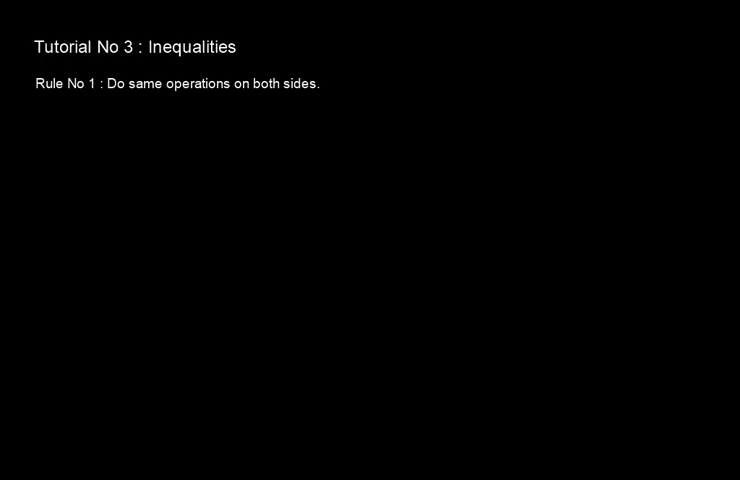 Tutorial No 3 : Inequalities
Rule No 1 : Do same operations on both sides.